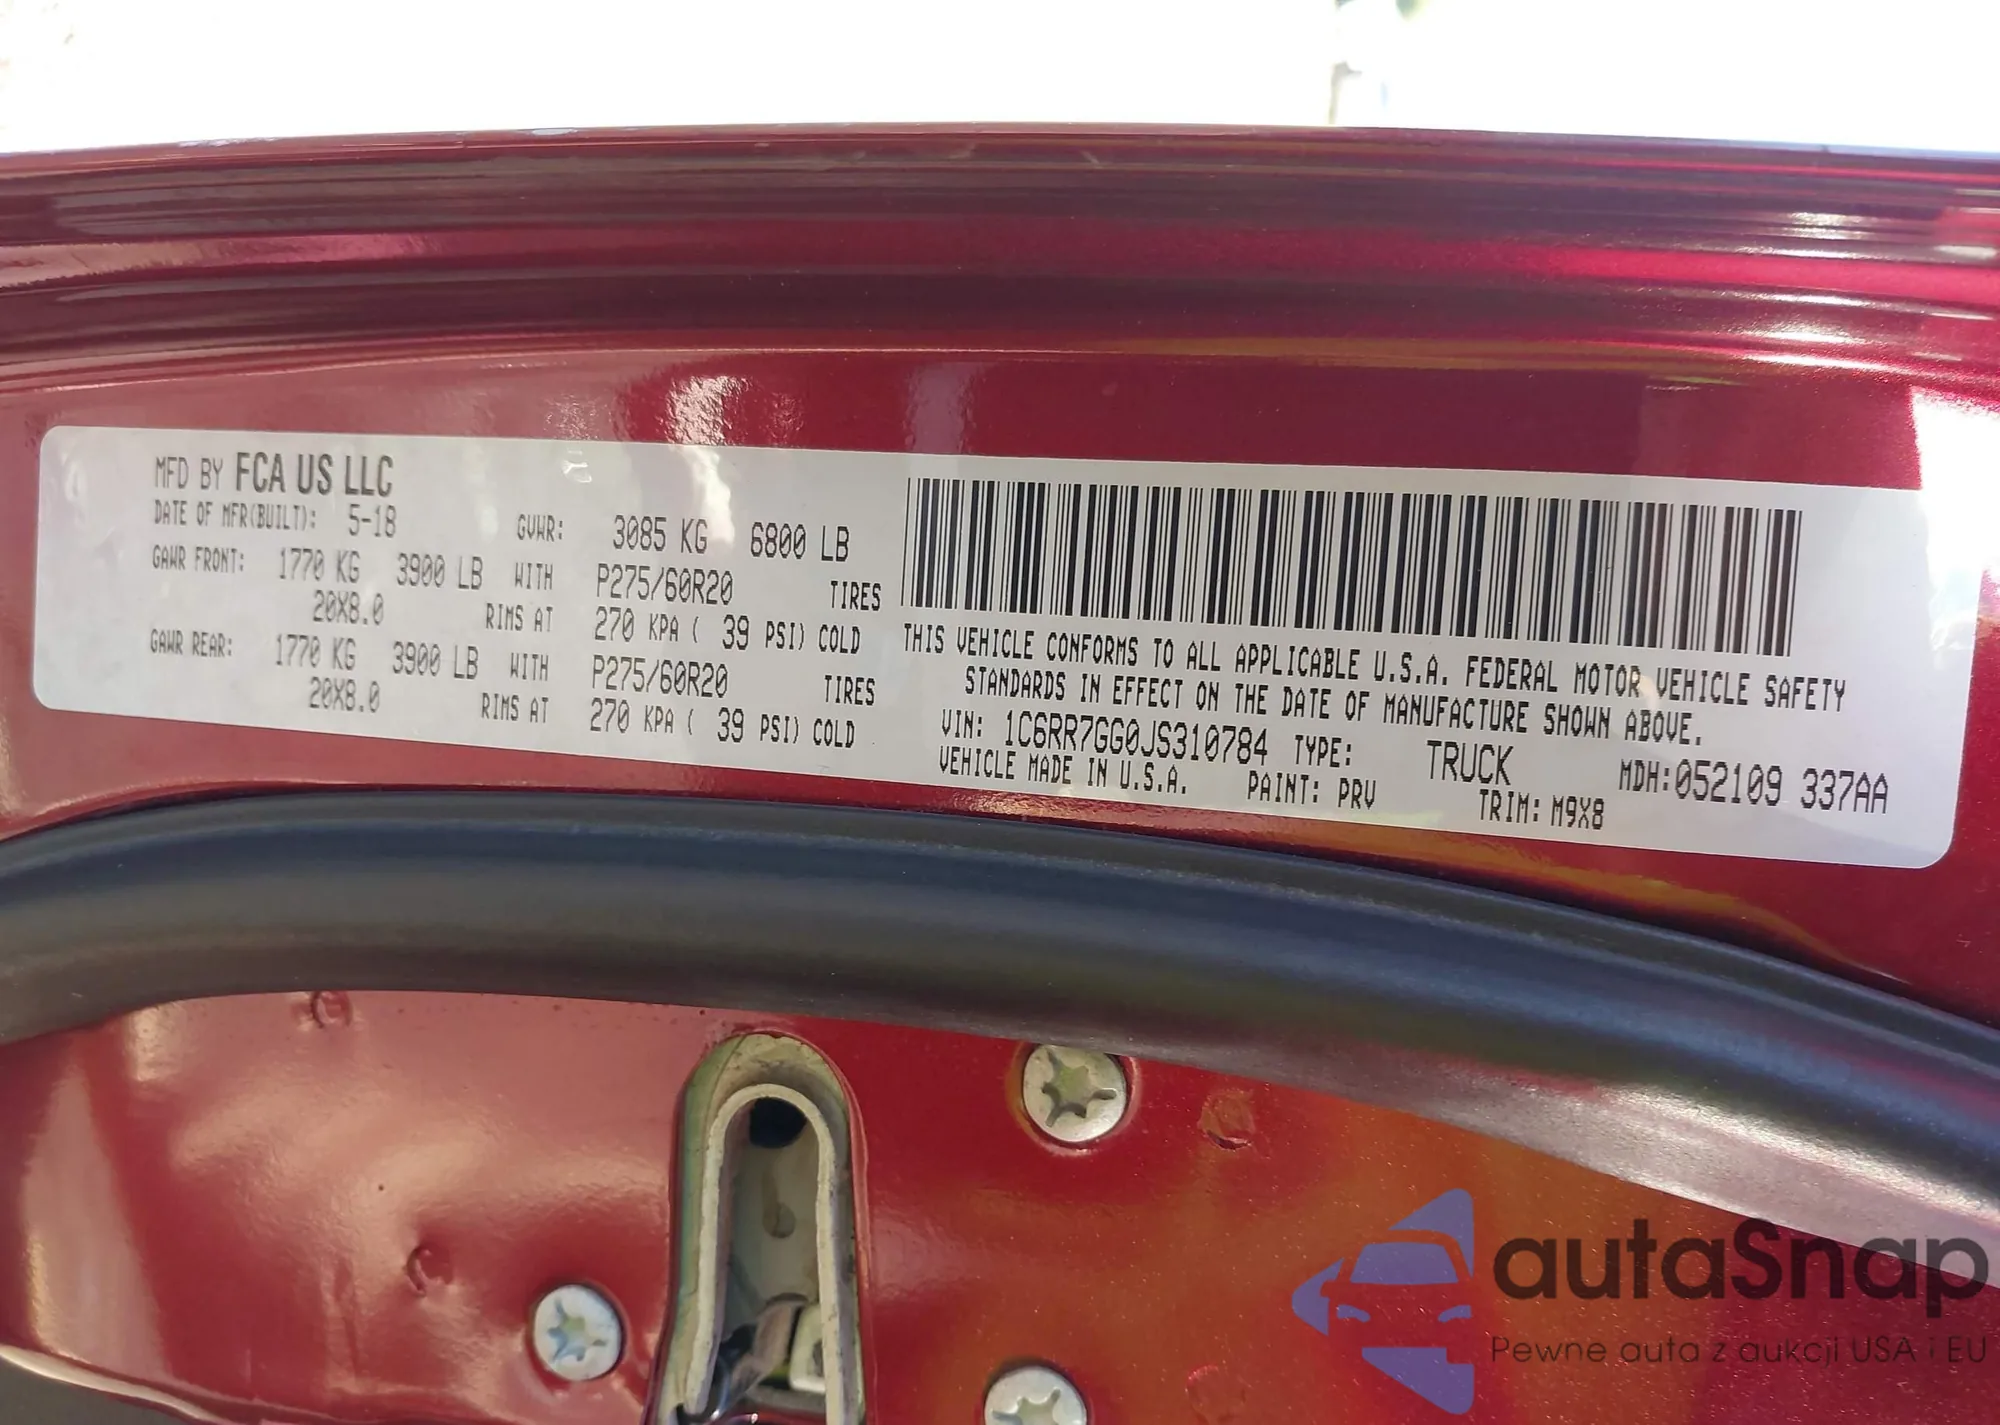 MFD BY FCA US LLC
DATE OF MFR(BUILT): 5-18 GVWR: 3085 KG 6800 LB
GAWR FRONT: 1770 KG 3900 LB WITH P275/60R20 TIRES
20X8.0 RIMS AT 270 KPA ( 39 PSI) COLD
GAWR REAR: 1770 KG 3900 LB WITH P275/60R20 TIRES
20X8.0 RIMS AT 270 KPA ( 39 PSI) COLD
THIS VEHICLE CONFORMS TO ALL APPLICABLE U.S.A. FEDERAL MOTOR VEHICLE SAFETY
STANDARDS IN EFFECT ON THE DATE OF MANUFACTURE SHOWN ABOVE.
VIN: 1C6RR7GG0JS310784 TYPE: TRUCK MDH:052109 337AA
VEHICLE MADE IN U.S.A. PAINT: PRV TRIM: M9X8
autaSnap
Pewne auta z aukcji USA i EU